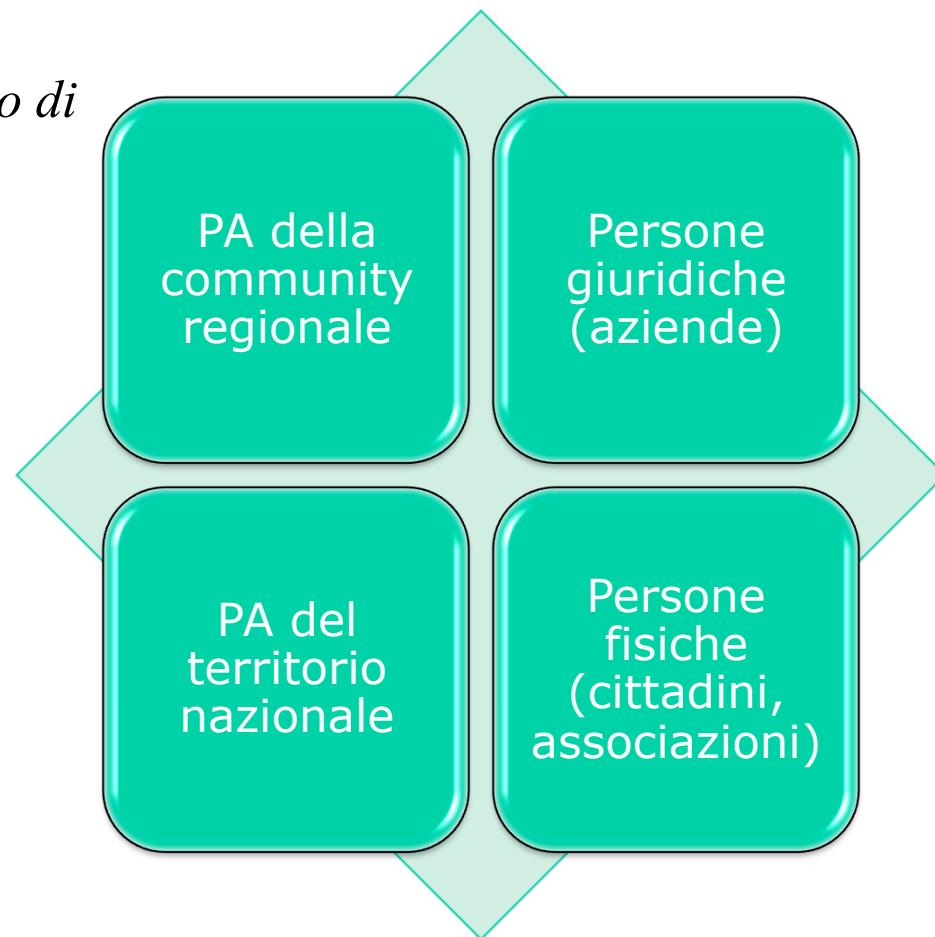 o di
PA della
community
regionale
Persone
giuridiche
(aziende)
PA del
territorio
nazionale
Persone
fisiche
(cittadini,
associazioni)